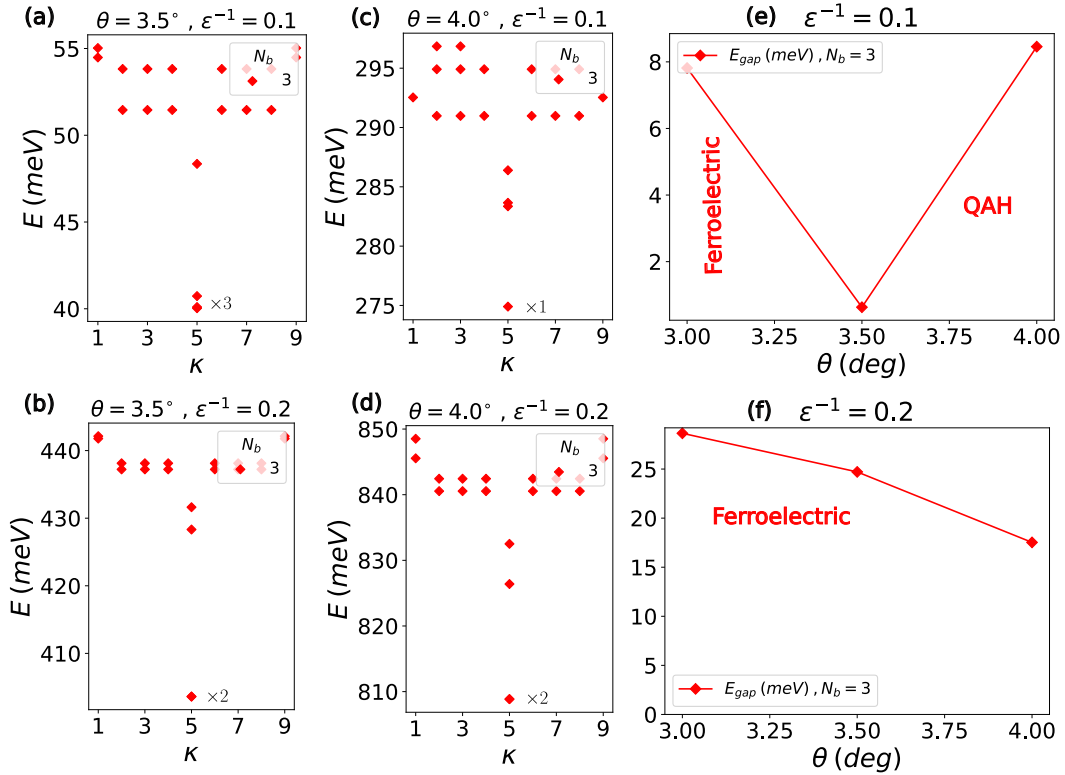 (a)
θ = 3.5° , ε⁻¹ = 0.1
E (meV)
55
50
45
40
N_b
3
×3
1 3 5 7 9
κ
(c)
θ = 4.0° , ε⁻¹ = 0.1
E (meV)
295
290
285
280
275
N_b
3
×1
1 3 5 7 9
κ
(e) ε⁻¹ = 0.1
8
6
4
2
E_gap (meV) , N_b = 3
Ferroelectric
QAH
3.00 3.25 3.50 3.75 4.00
θ (deg)
(b)
θ = 3.5° , ε⁻¹ = 0.2
E (meV)
440
430
420
410
N_b
3
×2
1 3 5 7 9
κ
(d)
θ = 4.0° , ε⁻¹ = 0.2
E (meV)
850
840
830
820
810
N_b
3
×2
1 3 5 7 9
κ
(f) ε⁻¹ = 0.2
25
20
15
10
5
0
Ferroelectric
E_gap (meV) , N_b = 3
3.00 3.25 3.50 3.75 4.00
θ (deg)